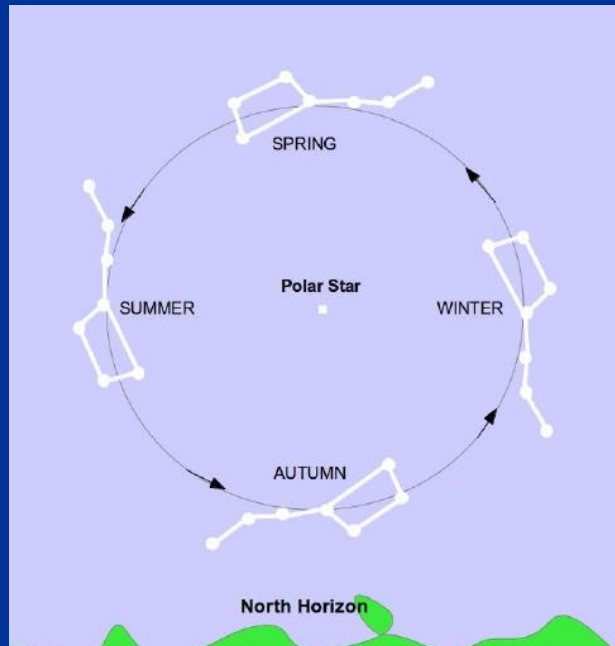 SPRING
Polar Star
SUMMER
WINTER
AUTUMN
North Horizon